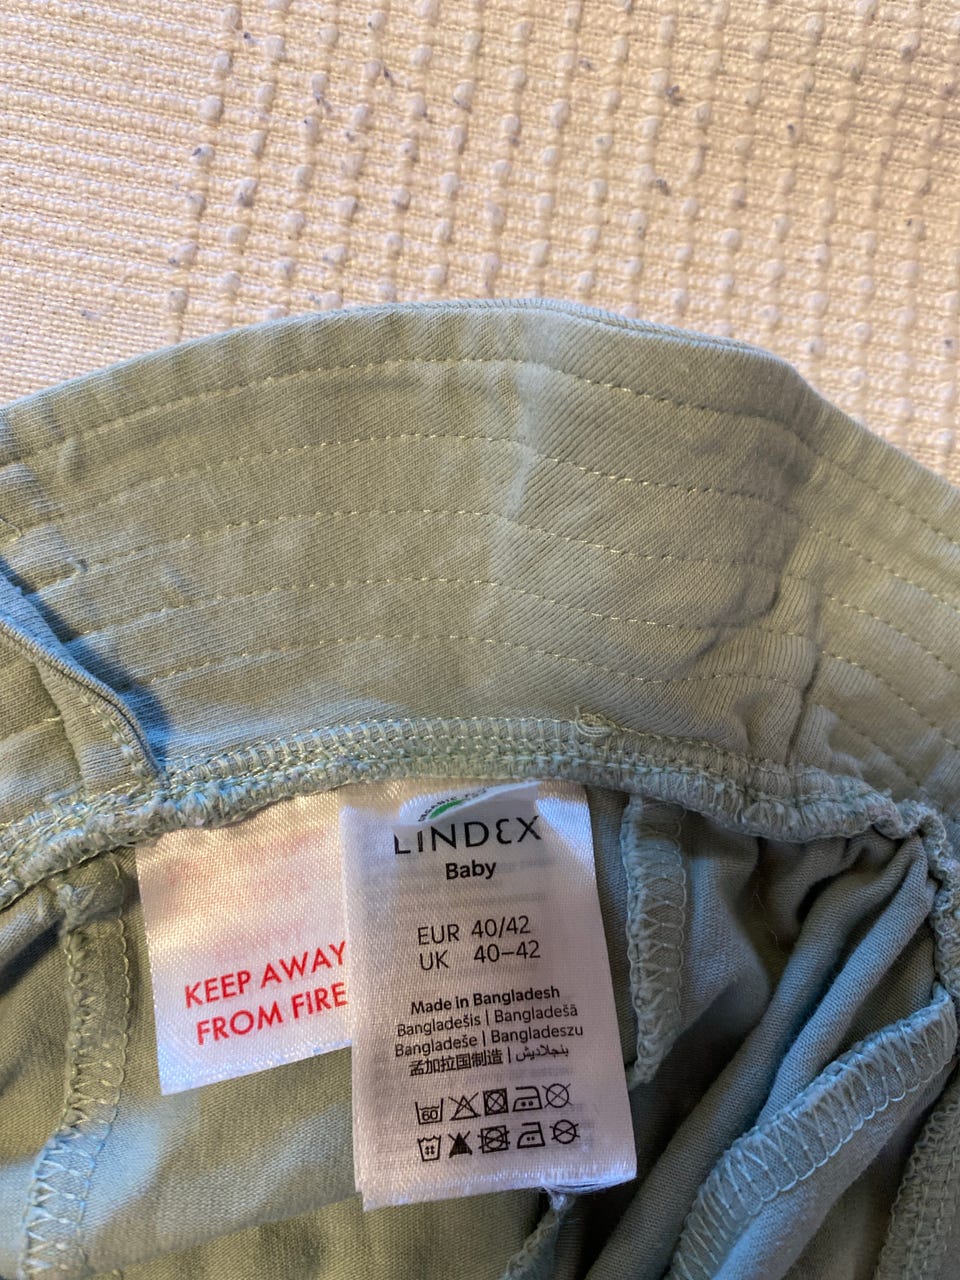 LINDEX
Baby
EUR 40/42
UK 40–42
Made in Bangladesh
Bangladešis | Bangladešā
Bangladeše | Bangladeszu
孟加拉国制造 | بنجلاديش
60
KEEP AWAY
FROM FIRE